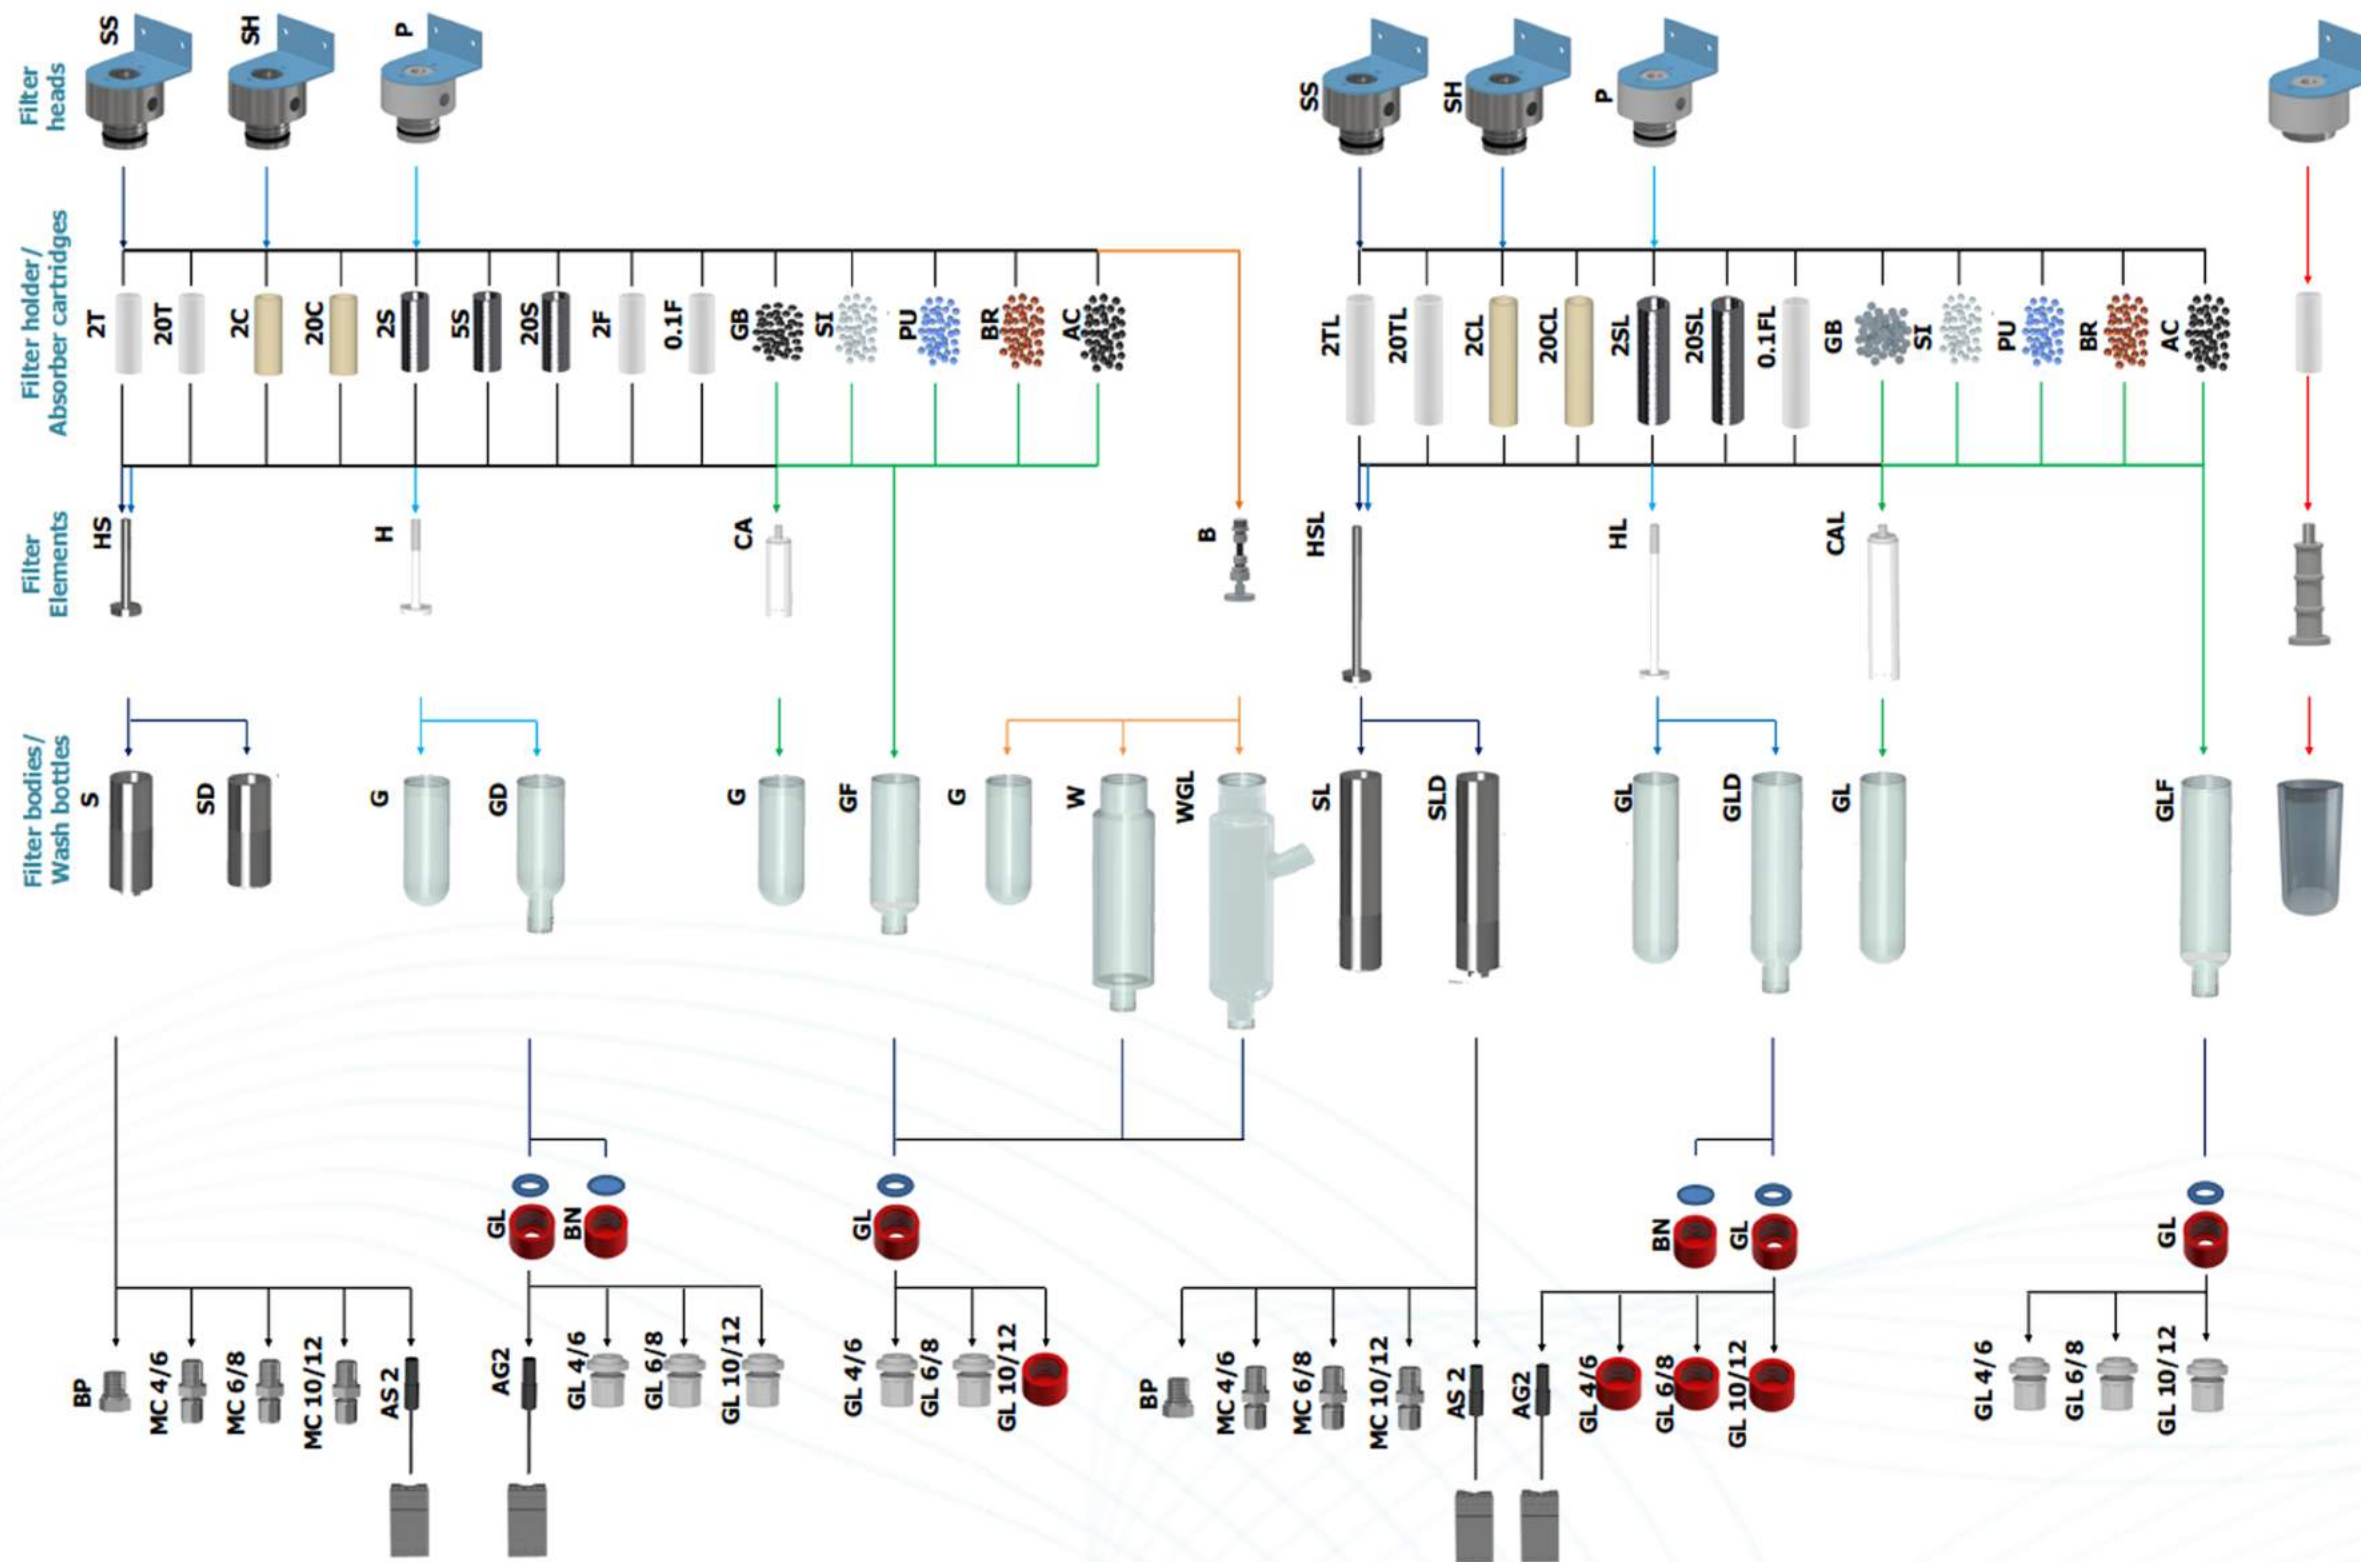 Filter
heads
SS
SH
P
SS
SH
P
Filter holder/
Absorber cartridges
2T
20T
2C
20C
2S
5S
20S
2F
0.1F
GB
SI
PU
BR
AC
2TL
20TL
2CL
20CL
2SL
20SL
0.1FL
GB
SI
PU
BR
AC
Filter
Elements
HS
H
CA
B
HSL
HL
CAL
Filter bodies/
Wash bottles
S
SD
G
GD
G
GF
G
W
WGL
SL
SLD
GL
GLD
GL
GLF
GL
BN
GL
BN
GL
GL
BP
MC 4/6
MC 6/8
MC 10/12
AS 2
AG2
GL 4/6
GL 6/8
GL 10/12
GL 4/6
GL 6/8
GL 10/12
BP
MC 4/6
MC 6/8
MC 10/12
AS 2
AG2
GL 4/6
GL 6/8
GL 10/12
GL 4/6
GL 6/8
GL 10/12